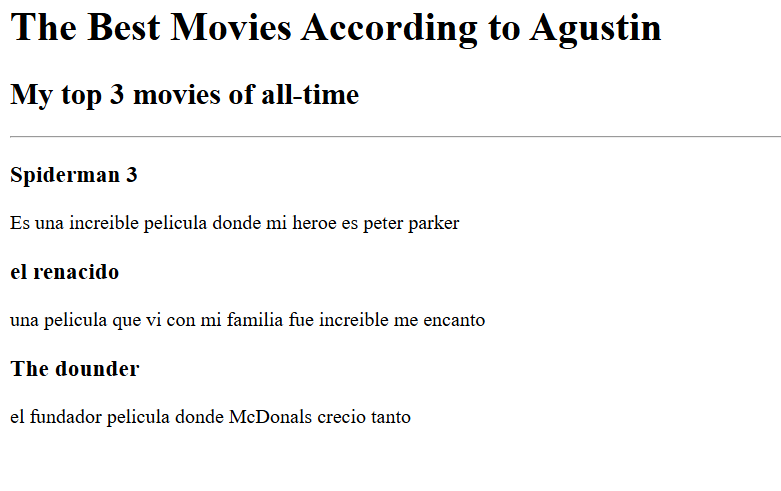 The Best Movies According to Agustin
My top 3 movies of all-time
Spiderman 3
Es una increible pelicula donde mi heroe es peter parker
el renacido
una pelicula que vi con mi familia fue increible me encanto
The dounder
el fundador pelicula donde McDonals crecio tanto